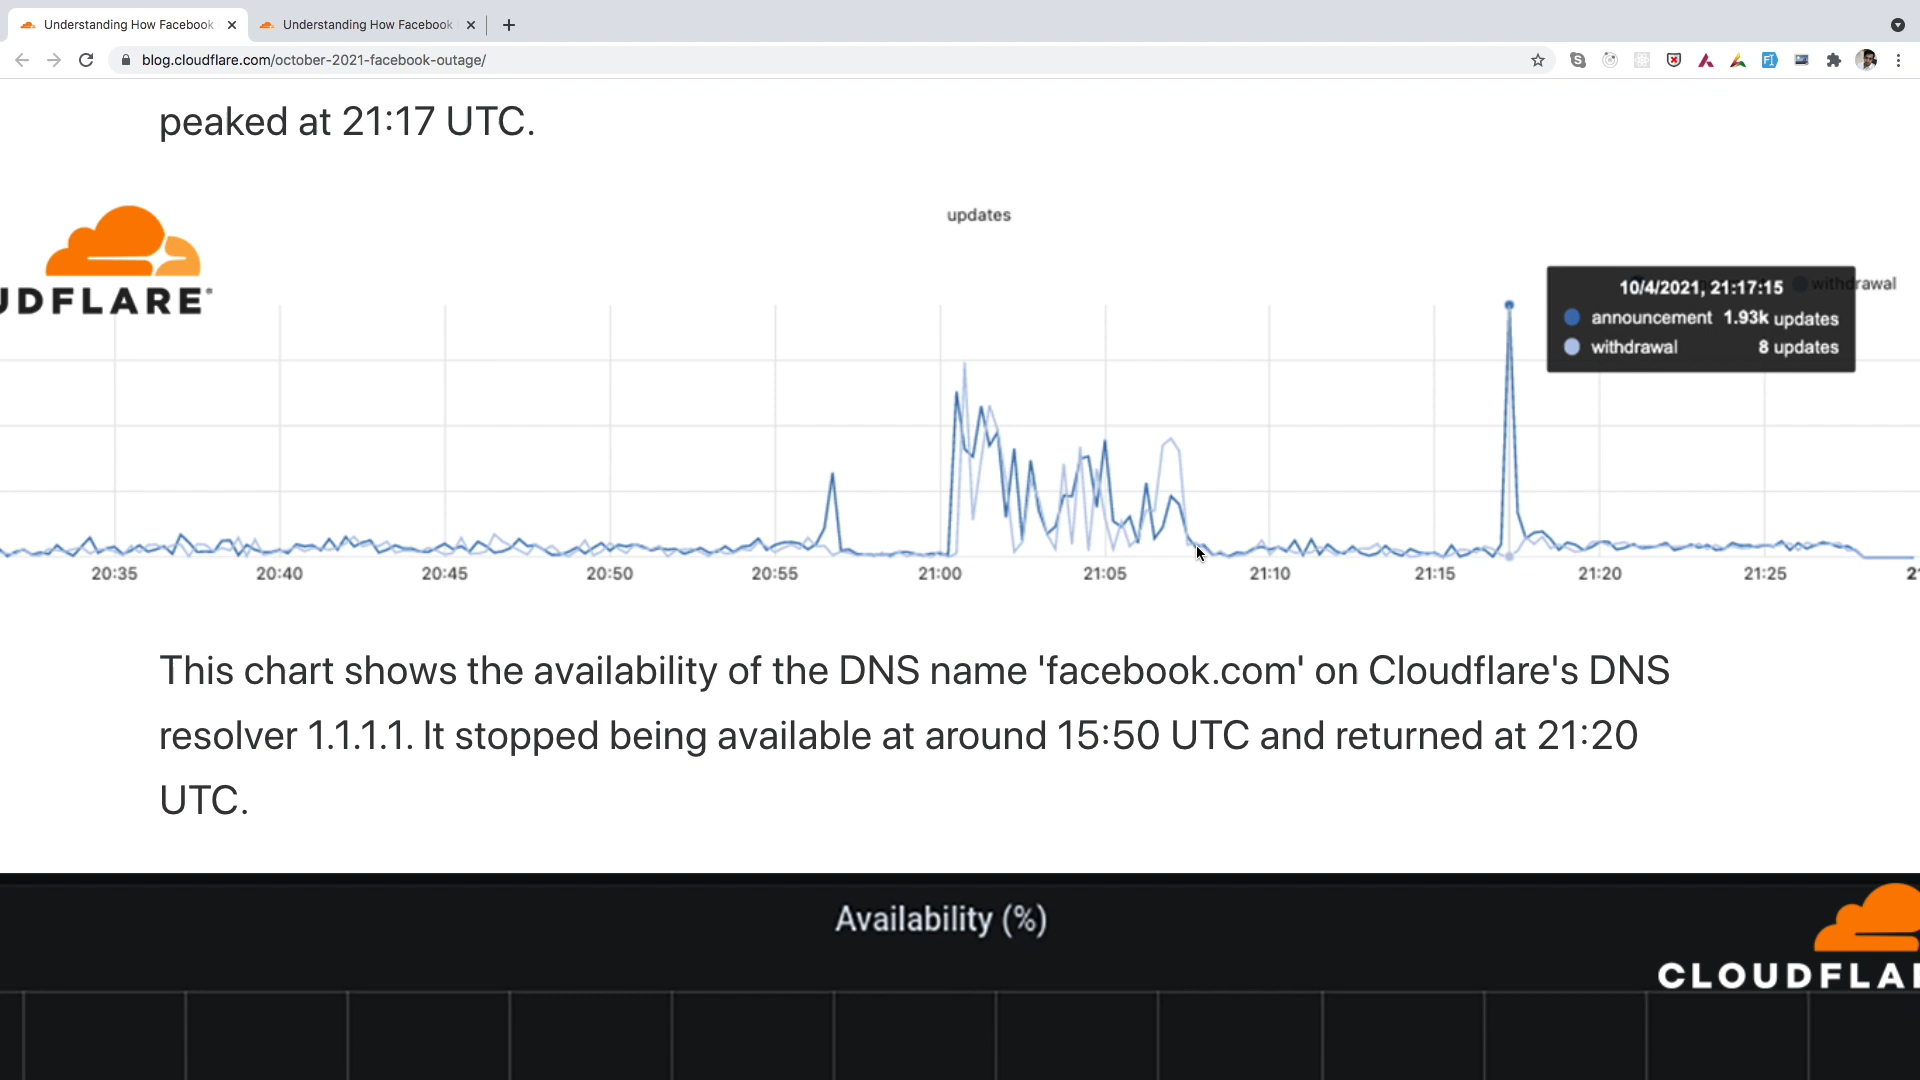 Understanding How Facebook
Understanding How Facebook
blog.cloudflare.com/october-2021-facebook-outage/
peaked at 21:17 UTC.
updates
UDFLARE
withdrawal
10/4/2021, 21:17:15
announcement 1.93k updates
withdrawal 8 updates
20:35 20:40 20:45 20:50 20:55 21:00 21:05 21:10 21:15 21:20 21:25 2
This chart shows the availability of the DNS name 'facebook.com' on Cloudflare's DNS
resolver 1.1.1.1. It stopped being available at around 15:50 UTC and returned at 21:20
UTC.
Availability (%)
CLOUDFLA